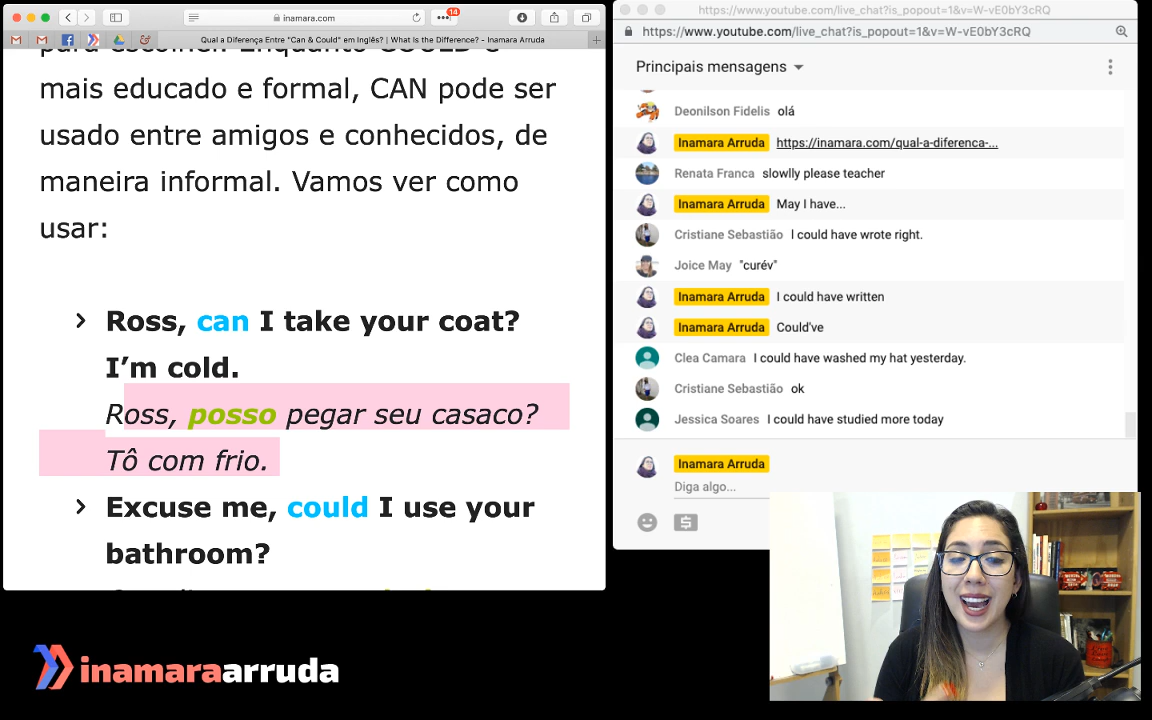 inamara.com
14
Qual a Diferença Entre "Can & Could" em Inglês? | What Is the Difference? - Inamara Arruda
mais educado e formal, CAN pode ser
usado entre amigos e conhecidos, de
maneira informal. Vamos ver como
usar:
Ross, can I take your coat?
I'm cold.
Ross, posso pegar seu casaco?
Tô com frio.
Excuse me, could I use your
bathroom?
https://www.youtube.com/live_chat?is_popout=1&v=W-vE0bY3cRQ
https://www.youtube.com/live_chat?is_popout=1&v=W-vE0bY3cRQ
Principais mensagens
Deonilson Fidelis olá
Inamara Arruda https://inamara.com/qual-a-diferenca-...
Renata Franca slowlly please teacher
Inamara Arruda May I have...
Cristiane Sebastião I could have wrote right.
Joice May "curév"
Inamara Arruda I could have written
Inamara Arruda Could've
Clea Camara I could have washed my hat yesterday.
Cristiane Sebastião ok
Jessica Soares I could have studied more today
Inamara Arruda
Diga algo...
inamaraarruda